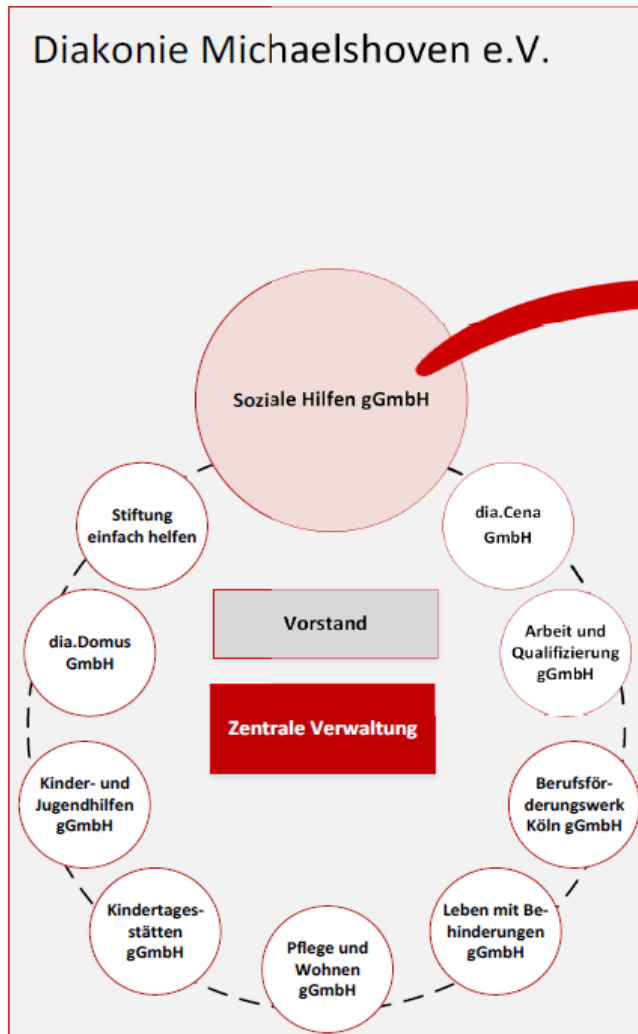 Diakonie Michaelshoven e.V.
Soziale Hilfen gGmbH
Stiftung
einfach helfen
dia.Cena
GmbH
dia.Domus
GmbH
Vorstand
Arbeit und
Qualifizierung
gGmbH
Zentrale Verwaltung
Kinder- und
Jugendhilfen
gGmbH
Berufsför-
derungswerk
Köln gGmbH
Kindertages-
stätten
gGmbH
Pflege und
Wohnen
gGmbH
Leben mit Be-
hinderungen
gGmbH